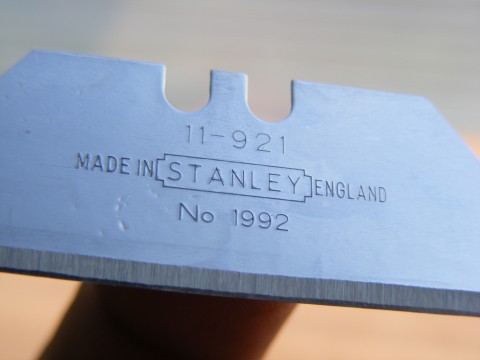 11-921
MADE IN STANLEY ENGLAND
No 1992